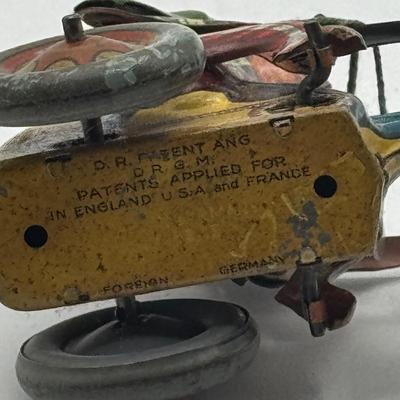 D. R. PATENT ANG.
D R G M.
PATENTS APPLIED FOR
IN ENGLAND U.S.A. and FRANCE
FOREIGN GERMANY